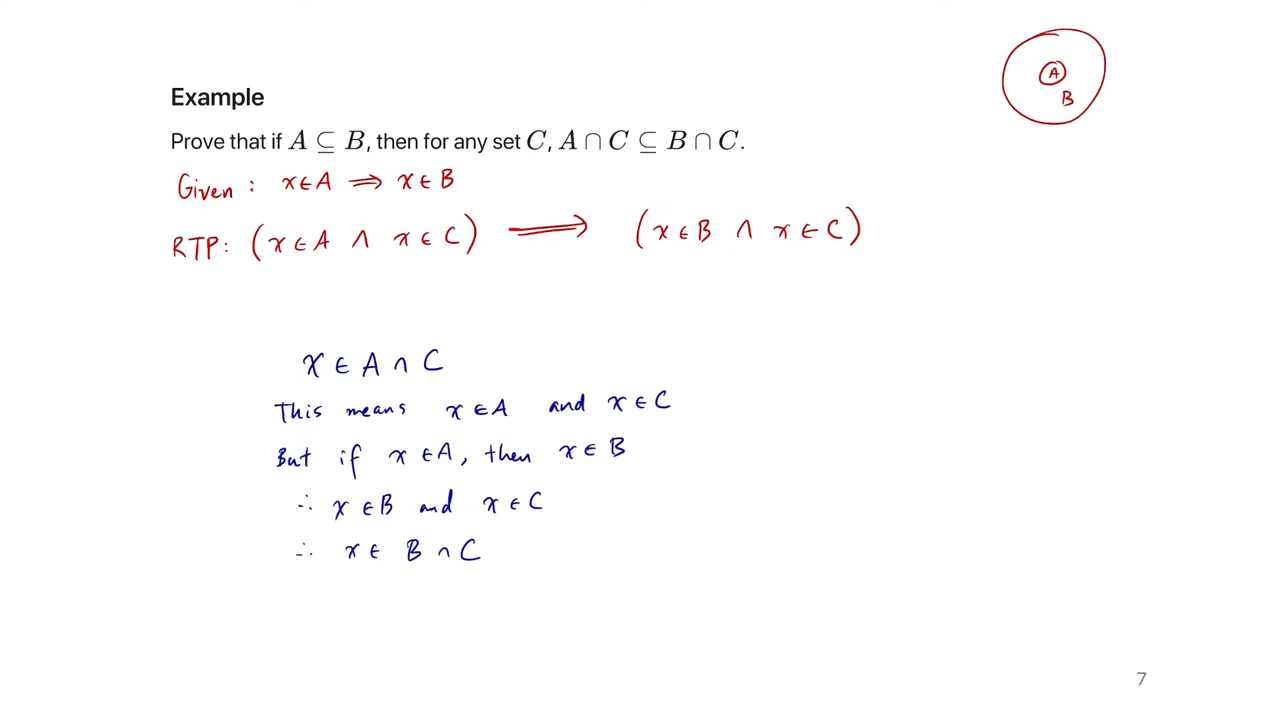 A
B
Example
Prove that if A ⊆ B, then for any set C, A ∩ C ⊆ B ∩ C.
Given: x∈A ⟹ x∈B
RTP: (x∈A ∧ x∈C) ⟹ (x∈B ∧ x∈C)
x ∈ A ∩ C
This means x∈A and x∈C
But if x∈A, then x∈B
∴ x∈B and x∈C
∴ x∈ B ∩ C
7